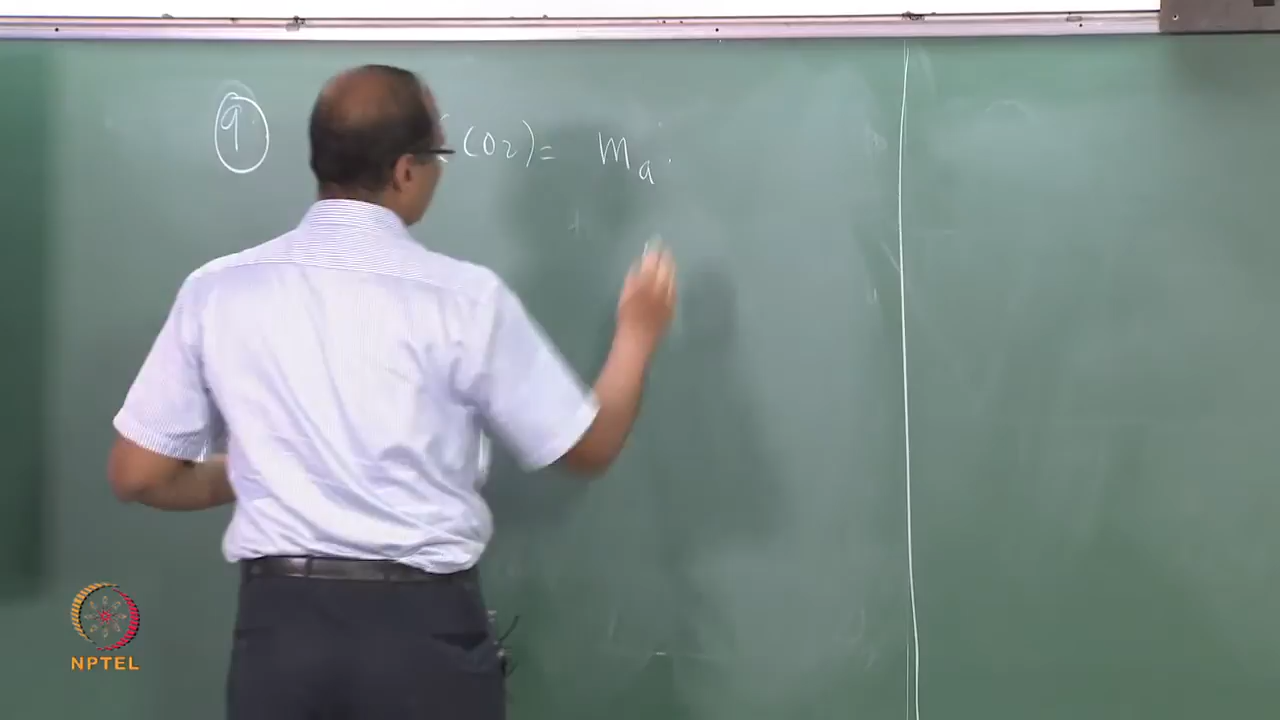 9. (O2) = ma
+
NPTEL